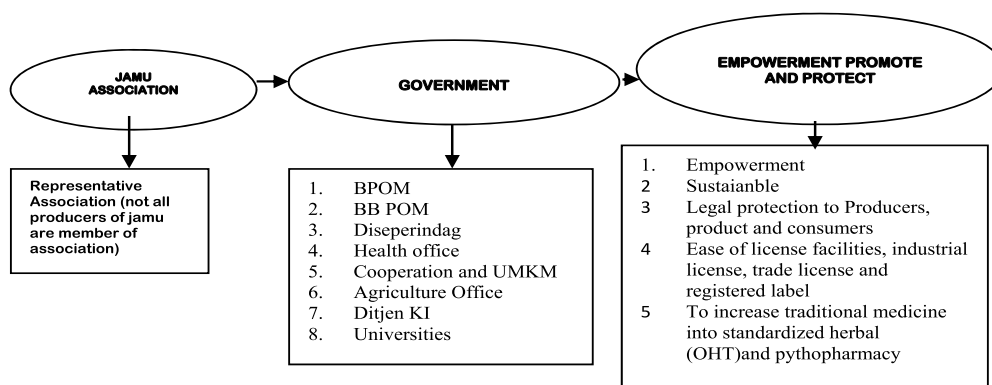 JAMU
ASSOCIATION
GOVERNMENT
EMPOWERMENT PROMOTE
AND PROTECT
Representative
Association (not all
producers of jamu
are member of
association)
1. BPOM
2. BB POM
3. Diseperindag
4. Health office
5. Cooperation and UMKM
6. Agriculture Office
7. Ditjen KI
8. Universities
1. Empowerment
2 Sustaianble
3 Legal protection to Producers,
product and consumers
4 Ease of license facilities, industrial
license, trade license and
registered label
5 To increase traditional medicine
into standardized herbal
(OHT)and pythopharmacy